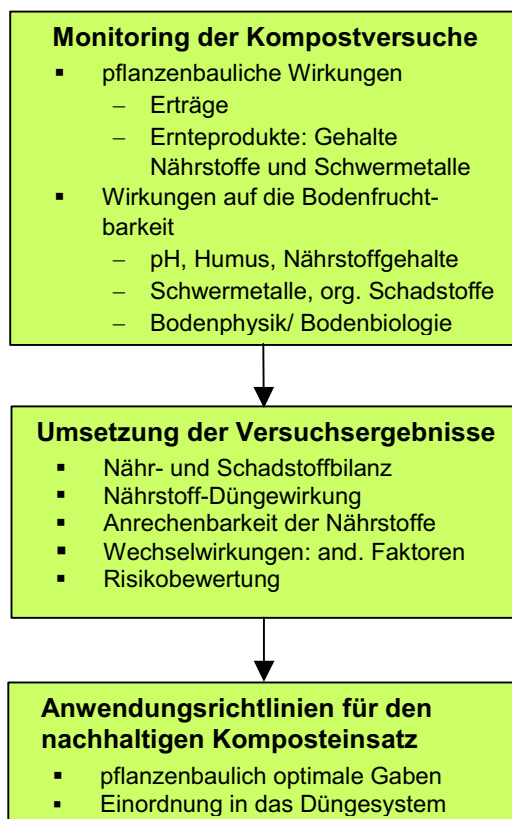 Monitoring der Kompostversuche
▪ pflanzenbauliche Wirkungen
– Erträge
– Ernteprodukte: Gehalte
Nährstoffe und Schwermetalle
▪ Wirkungen auf die Bodenfrucht-
barkeit
– pH, Humus, Nährstoffgehalte
– Schwermetalle, org. Schadstoffe
– Bodenphysik/ Bodenbiologie
Umsetzung der Versuchsergebnisse
▪ Nähr- und Schadstoffbilanz
▪ Nährstoff-Düngewirkung
▪ Anrechenbarkeit der Nährstoffe
▪ Wechselwirkungen: and. Faktoren
▪ Risikobewertung
Anwendungsrichtlinien für den
nachhaltigen Komposteinsatz
▪ pflanzenbaulich optimale Gaben
▪ Einordnung in das Düngesystem